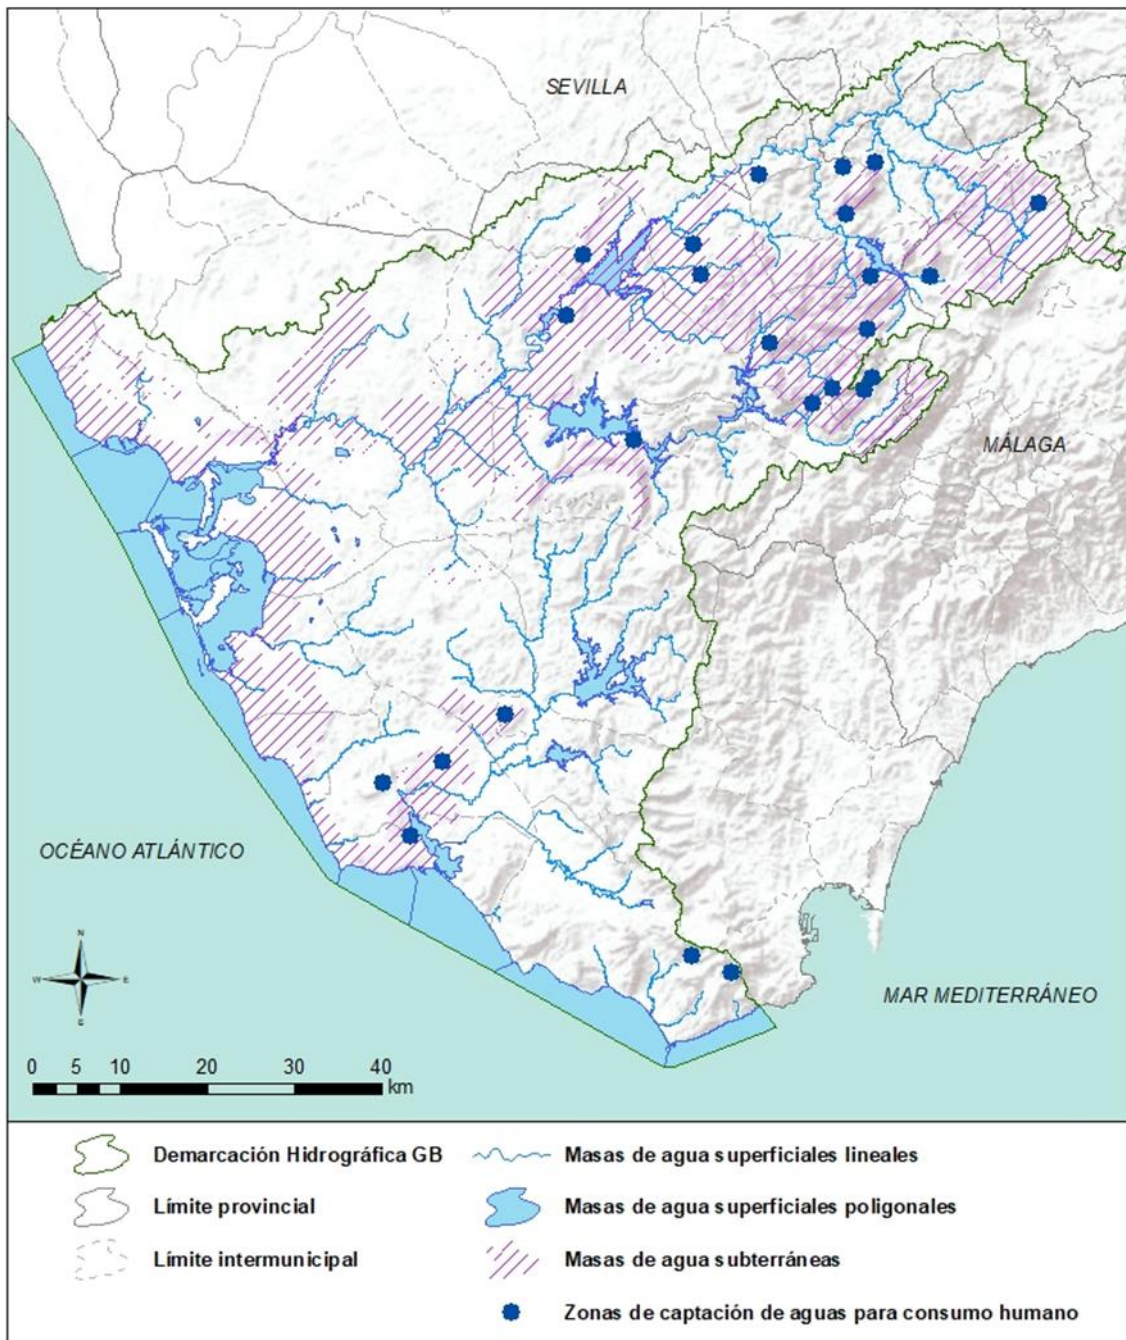 SEVILLA
MÁLAGA
OCÉANO ATLÁNTICO
N
W E
S
MAR MEDITERRÁNEO
0 5 10 20 30 40
km
Demarcación Hidrográfica GB
Masas de agua superficiales lineales
Límite provincial
Masas de agua superficiales poligonales
Límite intermunicipal
Masas de agua subterráneas
Zonas de captación de aguas para consumo humano